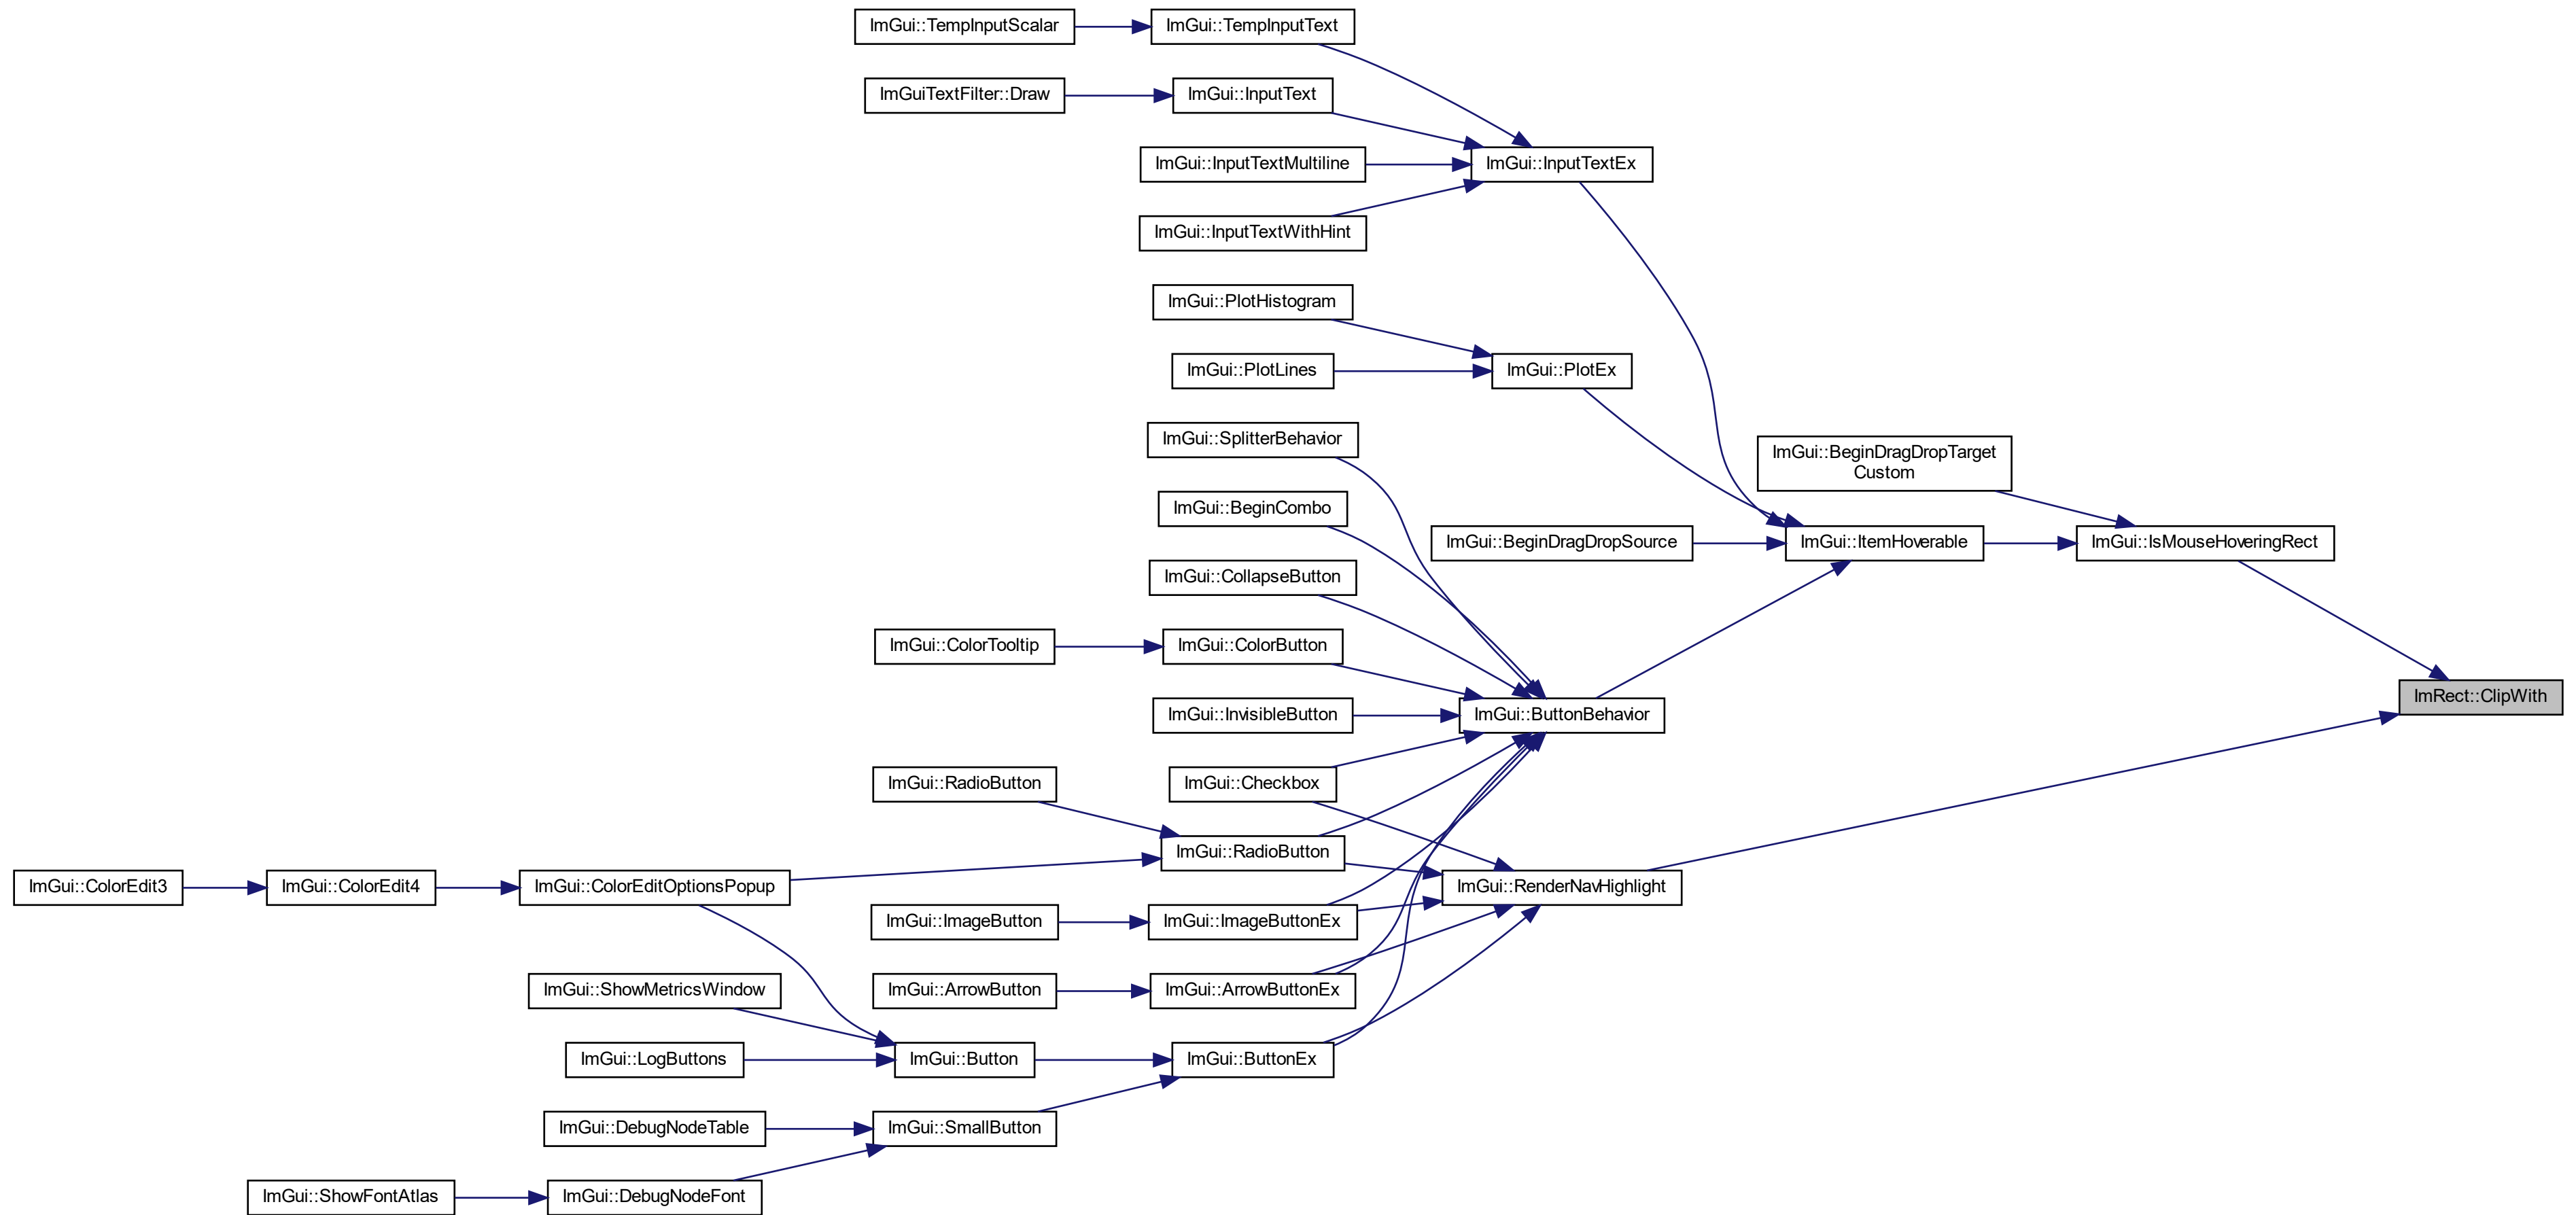 ImGui::TempInputScalar
ImGui::TempInputText
ImGuiTextFilter::Draw
ImGui::InputText
ImGui::InputTextMultiline
ImGui::InputTextEx
ImGui::InputTextWithHint
ImGui::PlotHistogram
ImGui::PlotLines
ImGui::PlotEx
ImGui::SplitterBehavior
ImGui::BeginDragDropTarget
Custom
ImGui::BeginCombo
ImGui::BeginDragDropSource
ImGui::ItemHoverable
ImGui::IsMouseHoveringRect
ImGui::CollapseButton
ImGui::ColorTooltip
ImGui::ColorButton
ImRect::ClipWith
ImGui::InvisibleButton
ImGui::ButtonBehavior
ImGui::RadioButton
ImGui::Checkbox
ImGui::RadioButton
ImGui::ColorEdit3
ImGui::ColorEdit4
ImGui::ColorEditOptionsPopup
ImGui::RenderNavHighlight
ImGui::ImageButton
ImGui::ImageButtonEx
ImGui::ShowMetricsWindow
ImGui::ArrowButton
ImGui::ArrowButtonEx
ImGui::LogButtons
ImGui::Button
ImGui::ButtonEx
ImGui::DebugNodeTable
ImGui::SmallButton
ImGui::ShowFontAtlas
ImGui::DebugNodeFont